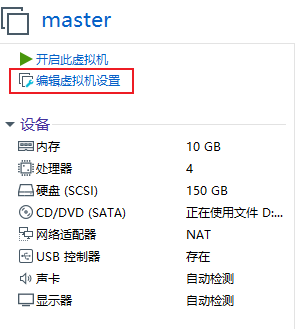 master
开启此虚拟机
编辑虚拟机设置
设备
内存 10 GB
处理器 4
硬盘 (SCSI) 150 GB
CD/DVD (SATA) 正在使用文件 D:...
网络适配器 NAT
USB 控制器 存在
声卡 自动检测
显示器 自动检测